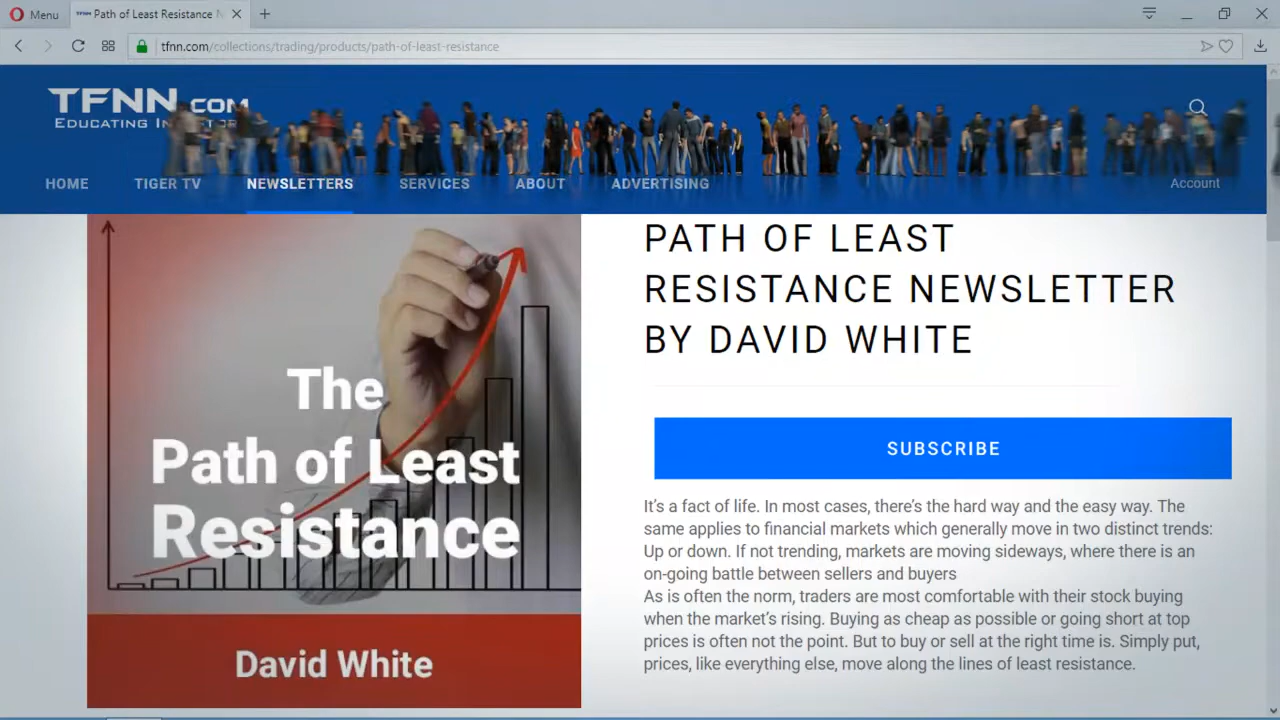 Menu
Path of Least Resistance N
tfnn.com/collections/trading/products/path-of-least-resistance
TFNN.COM
EDUCATING
HOME
TIGER TV
NEWSLETTERS
SERVICES
ABOUT
ADVERTISING
Account
The
Path of Least
Resistance
David White
PATH OF LEAST
RESISTANCE NEWSLETTER
BY DAVID WHITE
SUBSCRIBE
It's a fact of life. In most cases, there's the hard way and the easy way. The
same applies to financial markets which generally move in two distinct trends:
Up or down. If not trending, markets are moving sideways, where there is an
on-going battle between sellers and buyers
As is often the norm, traders are most comfortable with their stock buying
when the market's rising. Buying as cheap as possible or going short at top
prices is often not the point. But to buy or sell at the right time is. Simply put,
prices, like everything else, move along the lines of least resistance.